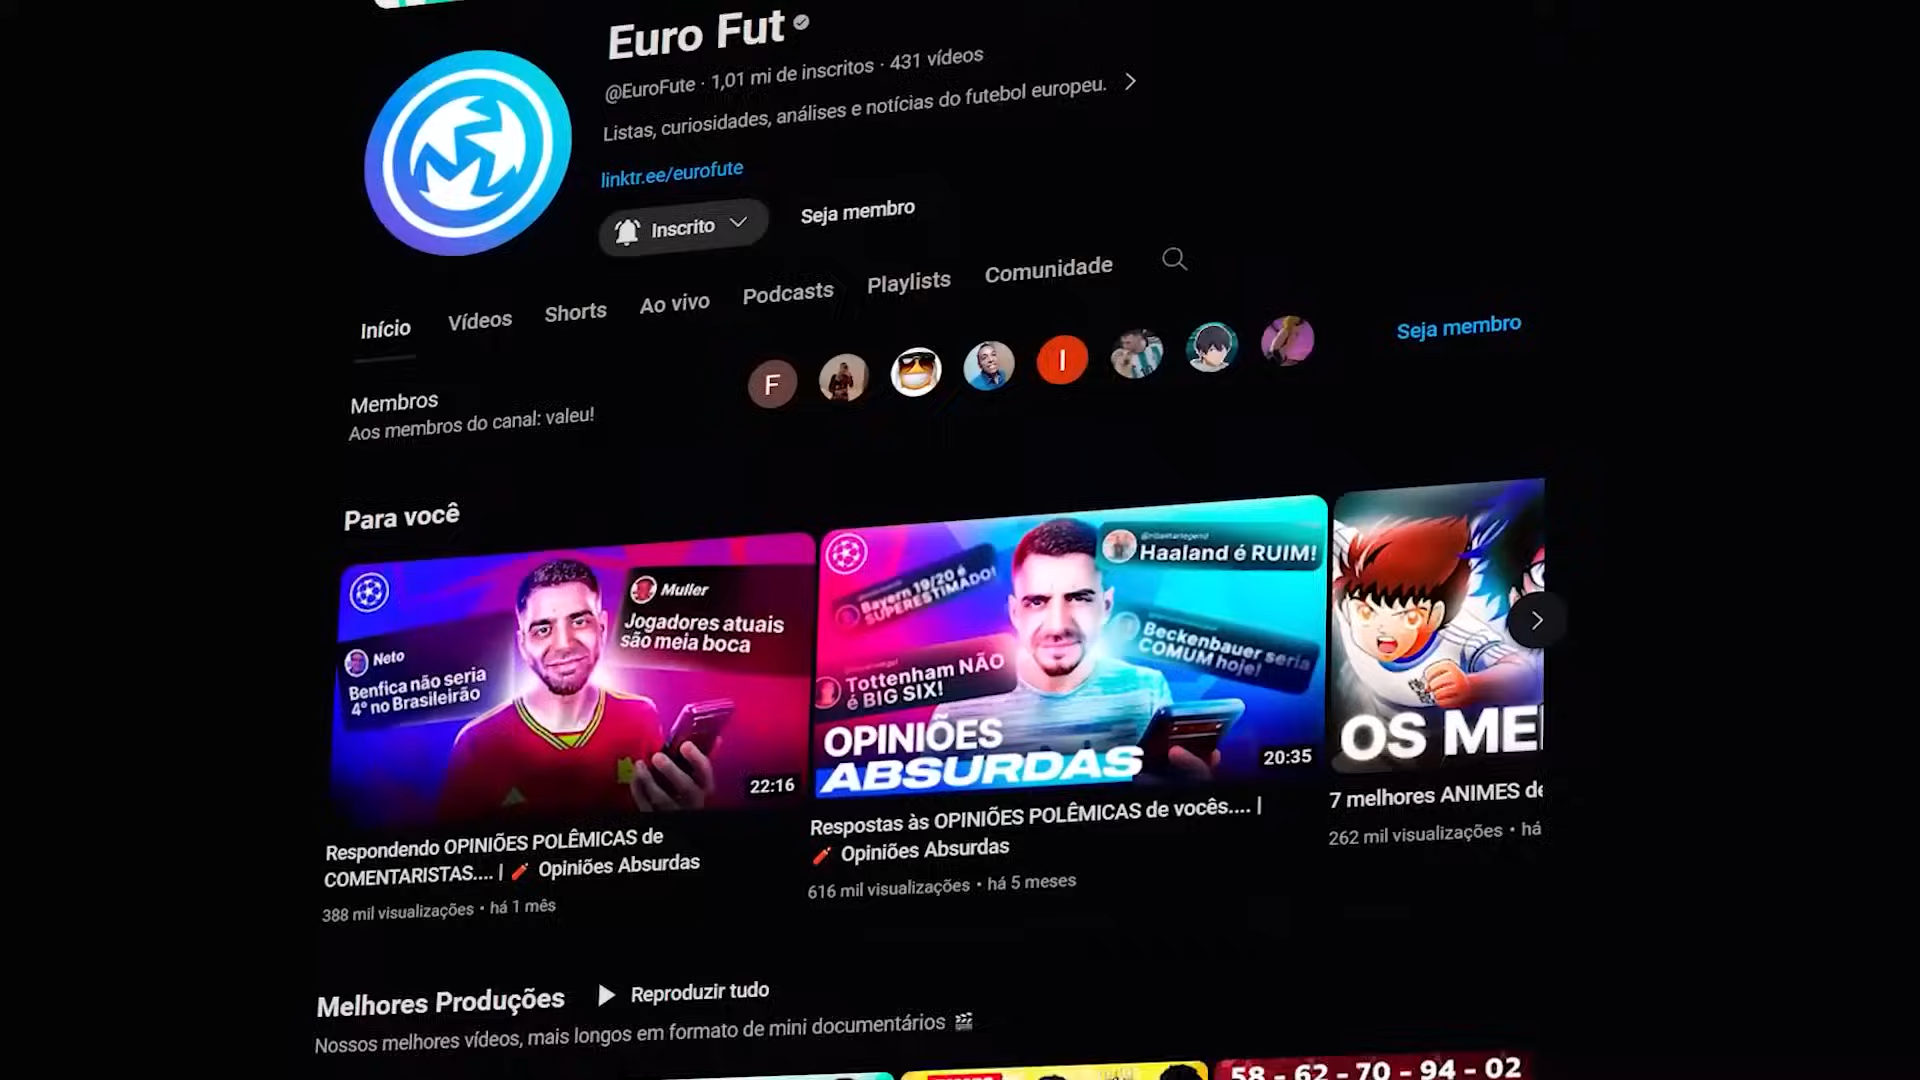 Euro Fut
@EuroFute · 1,01 mi de inscritos · 431 vídeos
Listas, curiosidades, análises e notícias do futebol europeu.
linktr.ee/eurofute
Inscrito
Seja membro
Início
Vídeos
Shorts
Ao vivo
Podcasts
Playlists
Comunidade
Membros
Aos membros do canal: valeu!
F
I
Seja membro
Para você
Neto
Benfica não seria
4º no Brasileirão
Muller
Jogadores atuais
são meia boca
22:16
Respondendo OPINIÕES POLÊMICAS de
COMENTARISTAS.... | 🧨 Opiniões Absurdas
388 mil visualizações • há 1 mês
Bayern 19/20 é
SUPERESTIMADO!
Haaland é RUIM!
Beckenbauer seria
COMUM hoje!
Tottenham NÃO
é BIG SIX!
OPINIÕES
ABSURDAS
20:35
Respostas às OPINIÕES POLÊMICAS de vocês.... |
🧨 Opiniões Absurdas
616 mil visualizações • há 5 meses
OS ME
7 melhores ANIMES de
262 mil visualizações • há
Melhores Produções
Reproduzir tudo
Nossos melhores vídeos, mais longos em formato de mini documentários 🎬
58 - 62 - 70 - 94 - 02